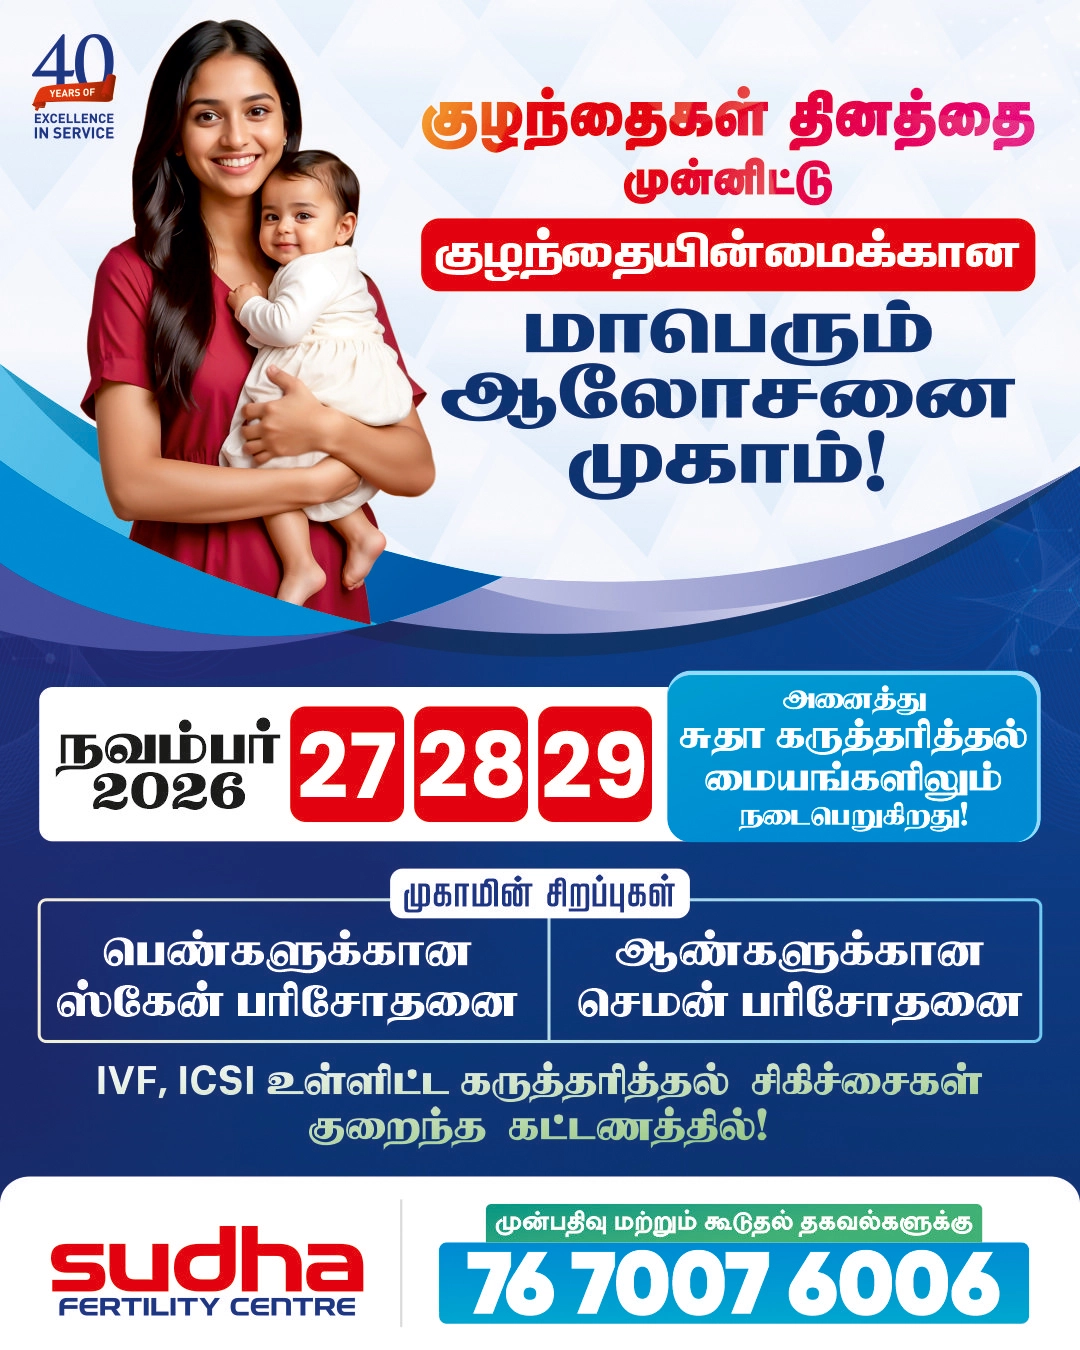 40
YEARS OF
EXCELLENCE
IN SERVICE
குழந்தைகள் தினத்தை
முன்னிட்டு
குழந்தையின்மைக்கான
மாபெரும்
ஆலோசனை
முகாம்!
நவம்பர்
2026
27 28 29
அனைத்து
சுதா கருத்தரித்தல்
மையங்களிலும்
நடைபெறுகிறது!
முகாமின் சிறப்புகள்
பெண்களுக்கான
ஸ்கேன் பரிசோதனை
ஆண்களுக்கான
செமன் பரிசோதனை
IVF, ICSI உள்ளிட்ட கருத்தரித்தல் சிகிச்சைகள்
குறைந்த கட்டணத்தில்!
sudha
FERTILITY CENTRE
முன்பதிவு மற்றும் கூடுதல் தகவல்களுக்கு
76 7007 6006